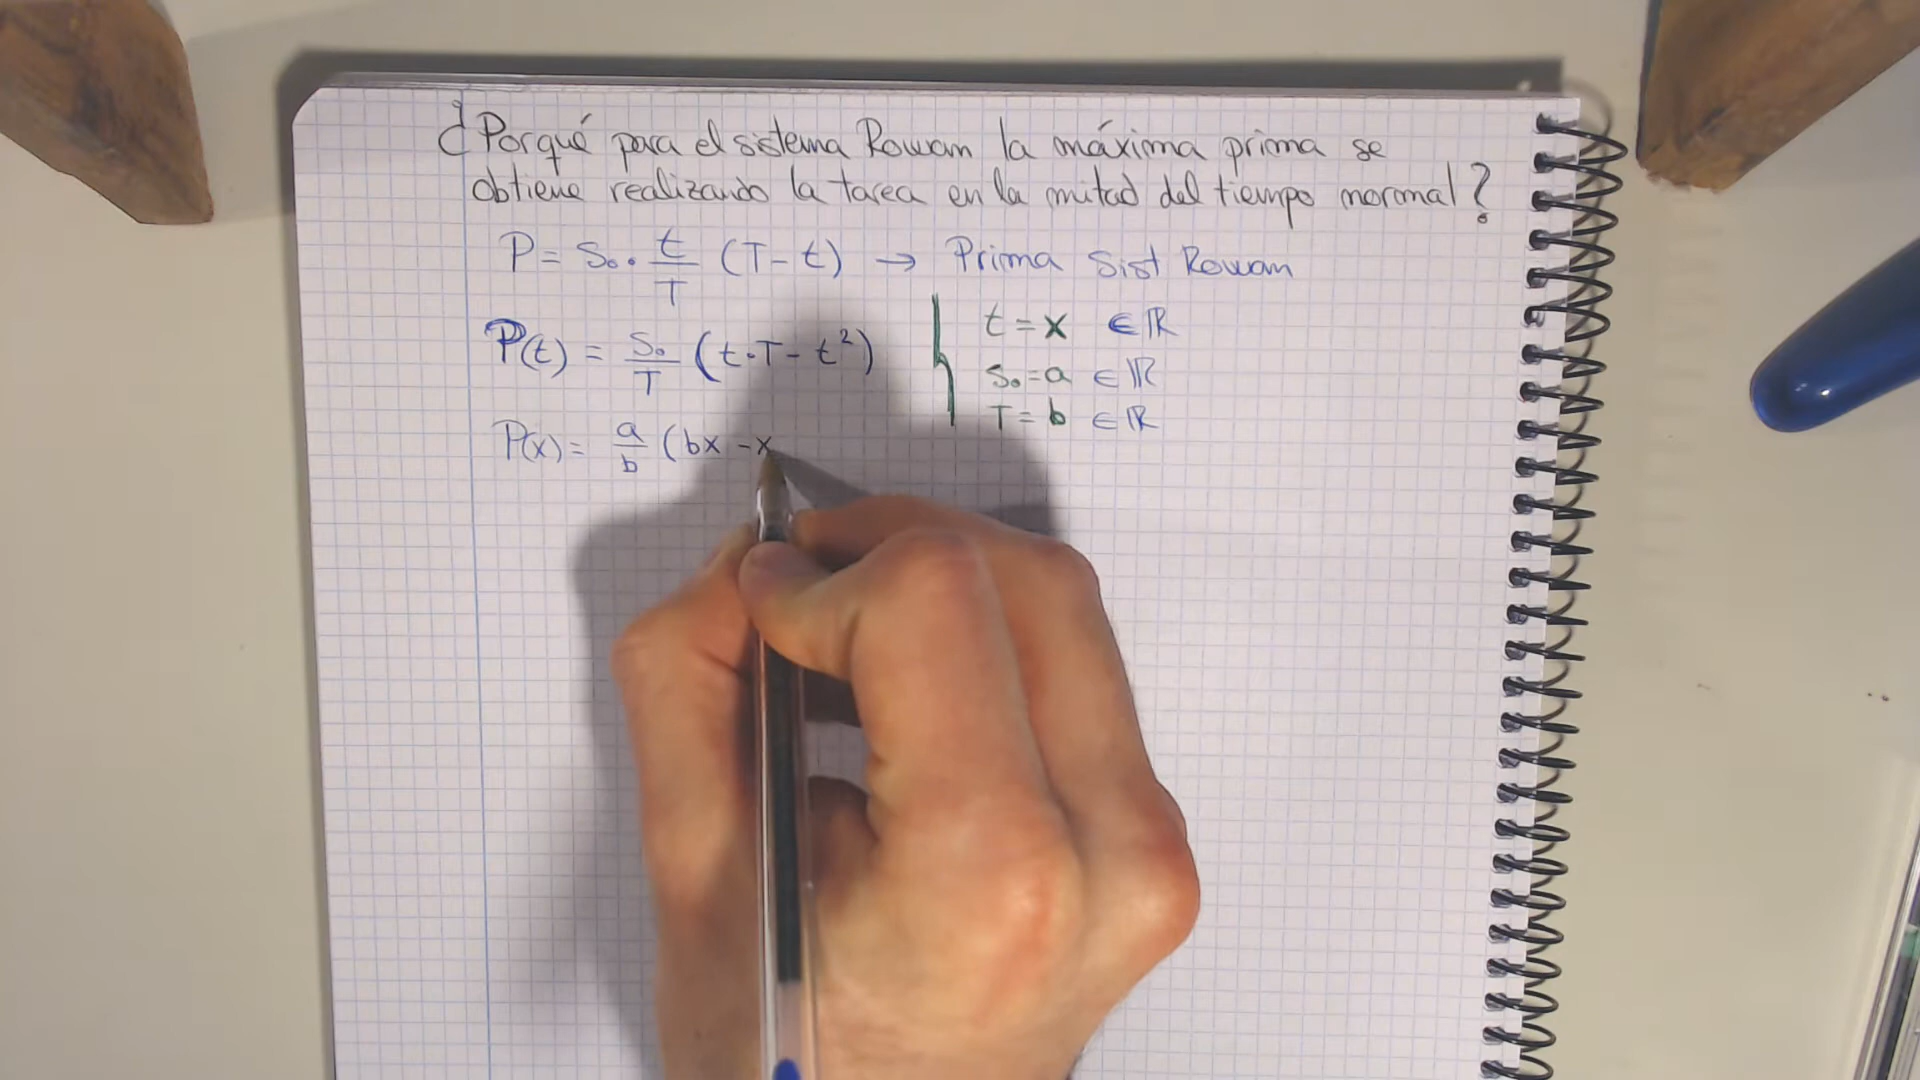 ¿Porqué para el sistema Rowan la máxima prima se
obtiene realizando la tarea en la mitad del tiempo normal?
P = S₀ · t/T (T - t) → Prima Sist Rowan
P(t) = S₀/T (t·T - t²)
t = x ∈ ℝ
S₀ = a ∈ ℝ
T = b ∈ ℝ
P(x) = a/b (bx - x